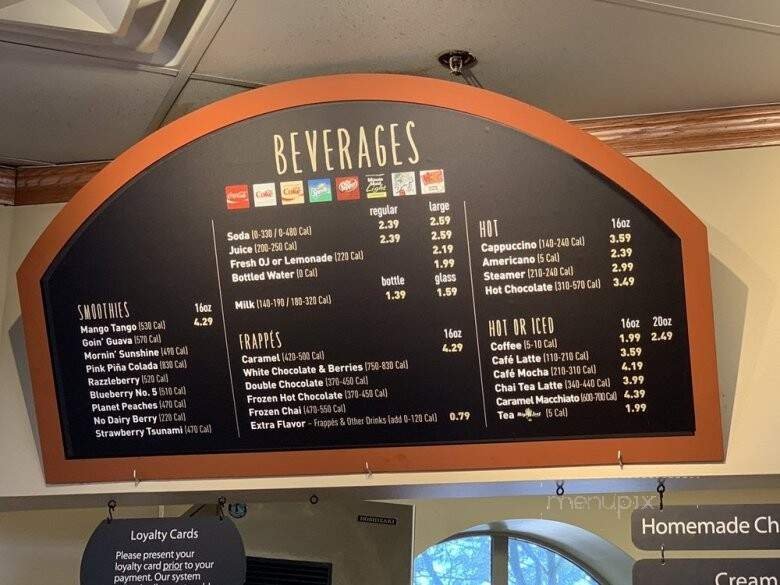 BEVERAGES
Coca-Cola
Coke
Coke
Sprite
Dr Pepper
Minute Maid
Light
regular large
Soda (0-330 / 0-480 Cal) 2.39 2.59
Juice (200-250 Cal) 2.39 2.59
Fresh OJ or Lemonade (220 Cal) 2.19
Bottled Water (0 Cal) 1.99
bottle glass
Milk (140-190 / 180-320 Cal) 1.39 1.59
SMOOTHIES 16oz
Mango Tango (530 Cal) 4.29
Goin' Guava (570 Cal)
Mornin' Sunshine (490 Cal)
Pink Piña Colada (830 Cal)
Razzleberry (520 Cal)
Blueberry No. 5 (510 Cal)
Planet Peaches (470 Cal)
No Dairy Berry (220 Cal)
Strawberry Tsunami (470 Cal)
FRAPPÉS 16oz
Caramel (420-500 Cal) 4.29
White Chocolate & Berries (750-830 Cal)
Double Chocolate (370-450 Cal)
Frozen Hot Chocolate (370-450 Cal)
Frozen Chai (470-550 Cal)
Extra Flavor - Frappés & Other Drinks (add 0-120 Cal) 0.79
HOT 16oz
Cappuccino (140-240 Cal) 3.59
Americano (5 Cal) 2.39
Steamer (210-240 Cal) 2.99
Hot Chocolate (310-570 Cal) 3.49
HOT OR ICED 16oz 20oz
Coffee (5-10 Cal) 1.99 2.49
Café Latte (110-210 Cal) 3.59
Café Mocha (210-310 Cal) 4.19
Chai Tea Latte (340-440 Cal) 3.99
Caramel Macchiato (600-700 Cal) 4.39
Tea (5 Cal) 1.99
menupix
HOSHIZAKI
Loyalty Cards
Please present your
loyalty card prior to your
payment. Our system
Homemade Ch
Cream